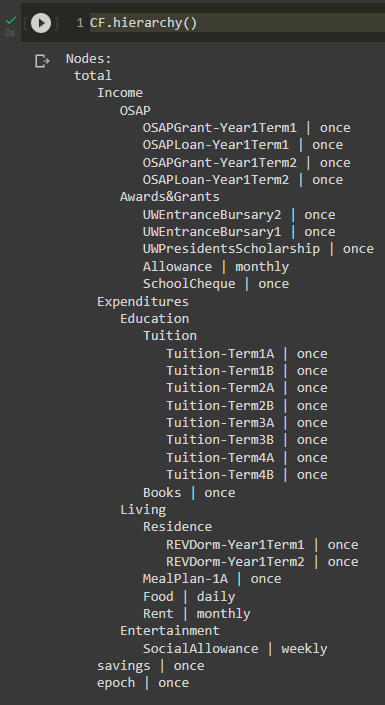 0s [ ] 1 CF.hierarchy()
Nodes:
total
Income
OSAP
OSAPGrant-Year1Term1 | once
OSAPLoan-Year1Term1 | once
OSAPGrant-Year1Term2 | once
OSAPLoan-Year1Term2 | once
Awards&Grants
UWEntranceBursary2 | once
UWEntranceBursary1 | once
UWPresidentsScholarship | once
Allowance | monthly
SchoolCheque | once
Expenditures
Education
Tuition
Tuition-Term1A | once
Tuition-Term1B | once
Tuition-Term2A | once
Tuition-Term2B | once
Tuition-Term3A | once
Tuition-Term3B | once
Tuition-Term4A | once
Tuition-Term4B | once
Books | once
Living
Residence
REVDorm-Year1Term1 | once
REVDorm-Year1Term2 | once
MealPlan-1A | once
Food | daily
Rent | monthly
Entertainment
SocialAllowance | weekly
savings | once
epoch | once